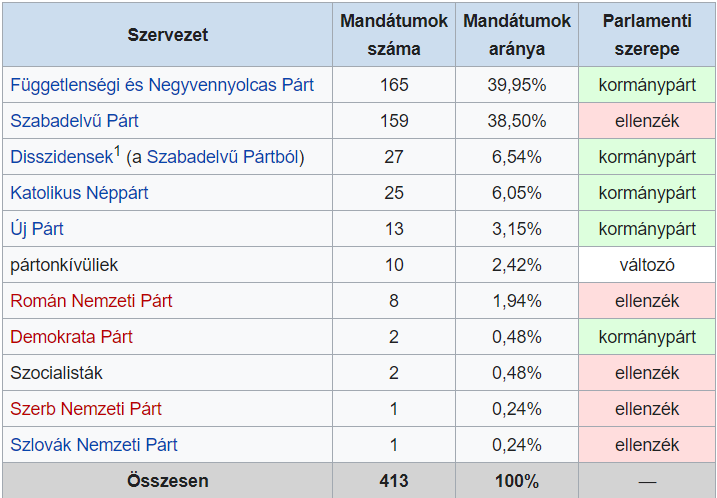 Szervezet Mandátumok száma Mandátumok aránya Parlamenti szerepe
Függetlenségi és Negyvennyolcas Párt 165 39,95% kormánypárt
Szabadelvű Párt 159 38,50% ellenzék
Disszidensek1 (a Szabadelvű Pártból) 27 6,54% kormánypárt
Katolikus Néppárt 25 6,05% kormánypárt
Új Párt 13 3,15% kormánypárt
pártonkívüliek 10 2,42% változó
Román Nemzeti Párt 8 1,94% ellenzék
Demokrata Párt 2 0,48% kormánypárt
Szocialisták 2 0,48% ellenzék
Szerb Nemzeti Párt 1 0,24% ellenzék
Szlovák Nemzeti Párt 1 0,24% ellenzék
Összesen 413 100% —